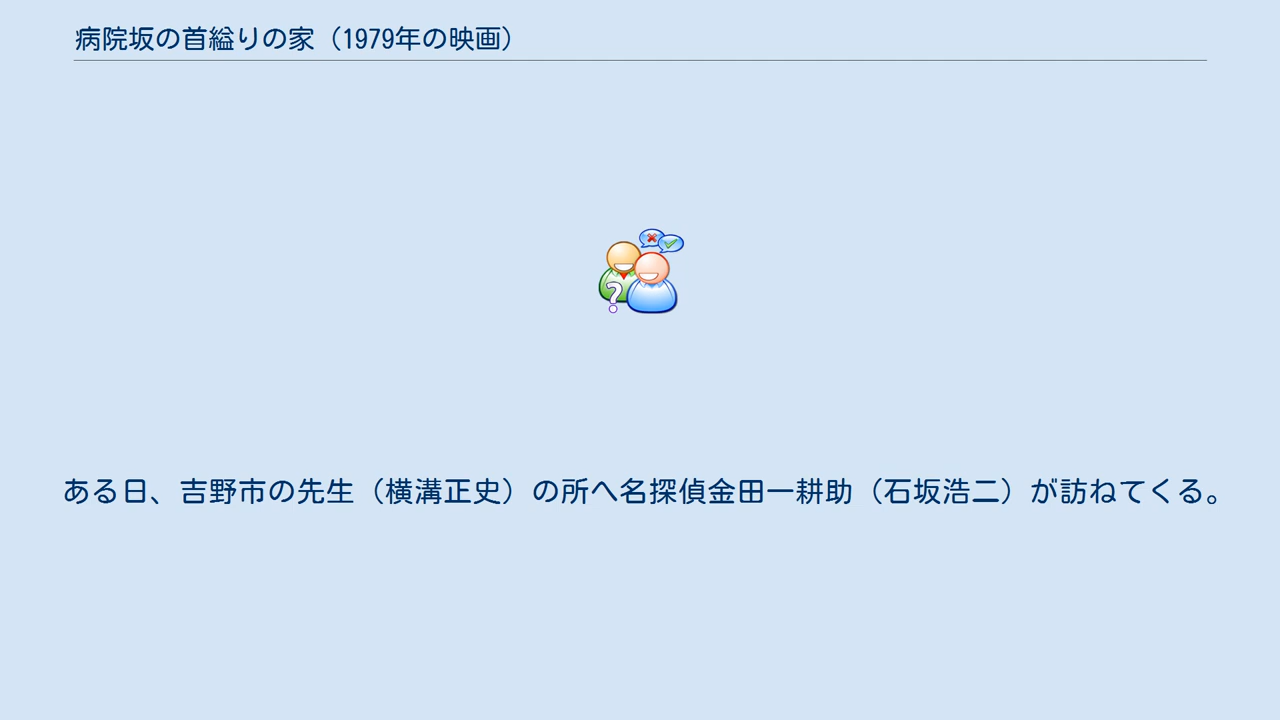 病院坂の首縊りの家（1979年の映画）
ある日、吉野市の先生（横溝正史）の所へ名探偵金田一耕助（石坂浩二）が訪ねてくる。